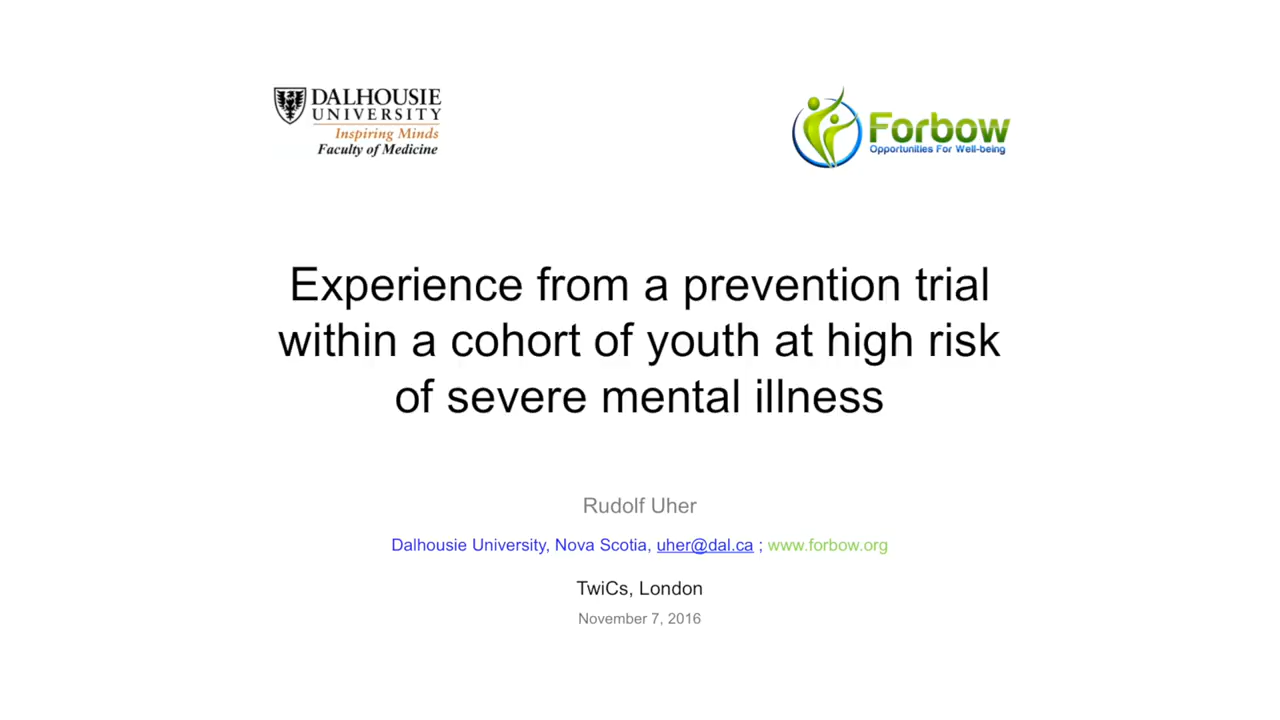 DALHOUSIE
UNIVERSITY
Inspiring Minds
Faculty of Medicine
Forbow
Opportunities For Well-being
Experience from a prevention trial
within a cohort of youth at high risk
of severe mental illness
Rudolf Uher
Dalhousie University, Nova Scotia, uher@dal.ca ; www.forbow.org
TwiCs, London
November 7, 2016